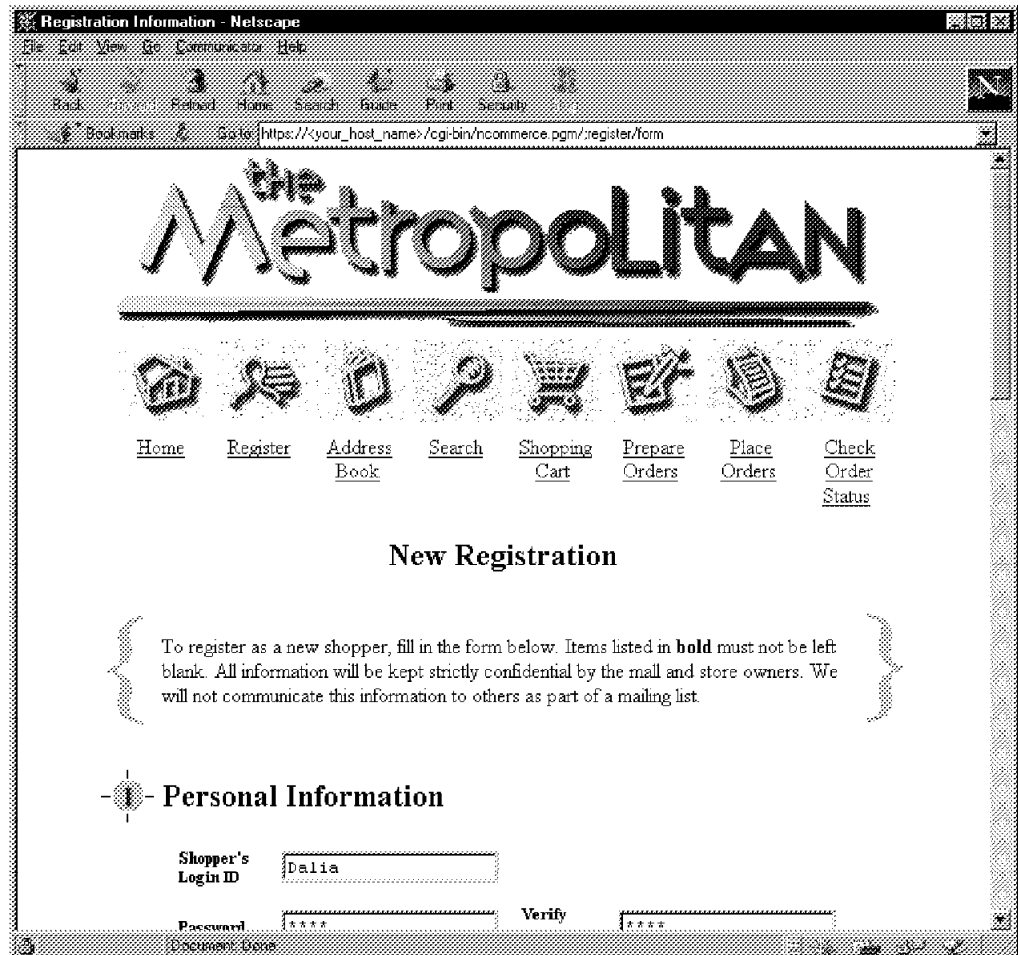 Registration Information - Netscape
File Edit View Go Communicator Help
Back Forward Reload Home Search Guide Print Security
Bookmarks Go to: https://<your_host_name>/cgi-bin/ncommerce.pgm/;register/form
the
MetropoLitAN
Home Register Address Search Shopping Prepare Place Check
Book Cart Orders Orders Order
Status
New Registration
To register as a new shopper, fill in the form below. Items listed in bold must not be left
blank. All information will be kept strictly confidential by the mall and store owners. We
will not communicate this information to others as part of a mailing list.
1 Personal Information
Shopper's
Login ID Dalia
Verify
Password **** ****
Document: Done